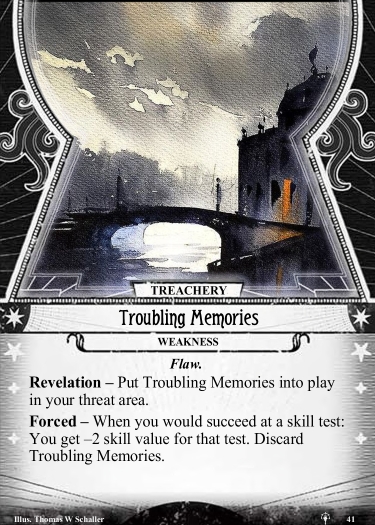 TREACHERY
Troubling Memories
WEAKNESS
Flaw.
Revelation – Put Troubling Memories into play
in your threat area.
Forced – When you would succeed at a skill test:
You get –2 skill value for that test. Discard
Troubling Memories.
Illus. Thomas W Schaller
41